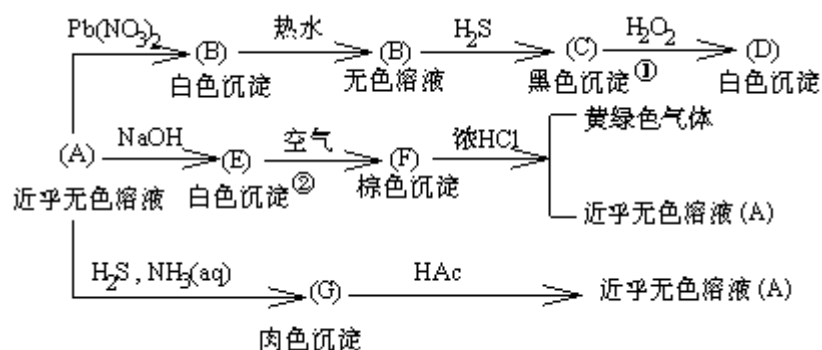 Pb(NO3)2 热水 H2S H2O2
(B) (B) (C) (D)
白色沉淀 无色溶液 黑色沉淀① 白色沉淀
黄绿色气体
NaOH 空气 浓HCl
(A) (E) (F)
近乎无色溶液 白色沉淀② 棕色沉淀 近乎无色溶液(A)
H2S , NH3(aq) HAc
(G) 近乎无色溶液(A)
肉色沉淀